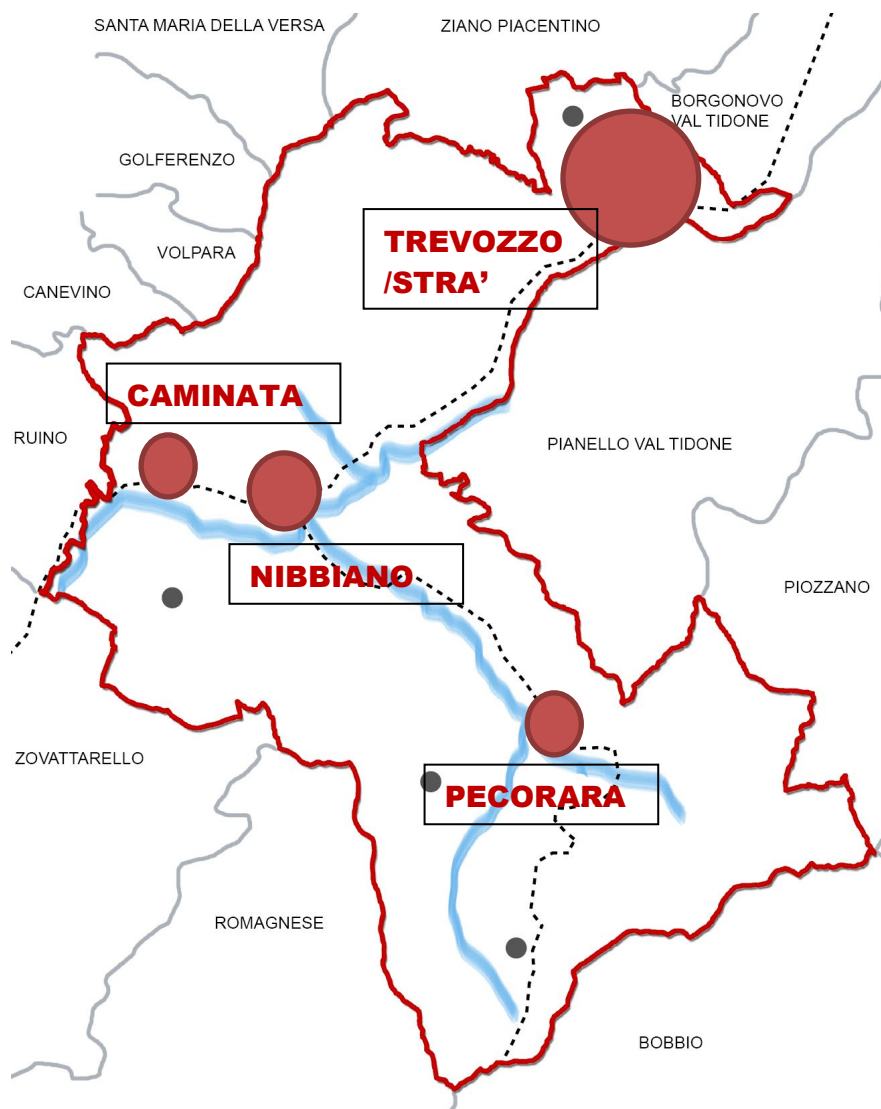 SANTA MARIA DELLA VERSA
ZIANO PIACENTINO
BORGONOVO
VAL TIDONE
GOLFERENZO
VOLPARA
TREVOZZO
/STRA’
CANEVINO
CAMINATA
RUINO
PIANELLO VAL TIDONE
NIBBIANO
PIOZZANO
ZOVATTARELLO
PECORARA
ROMAGNESE
BOBBIO